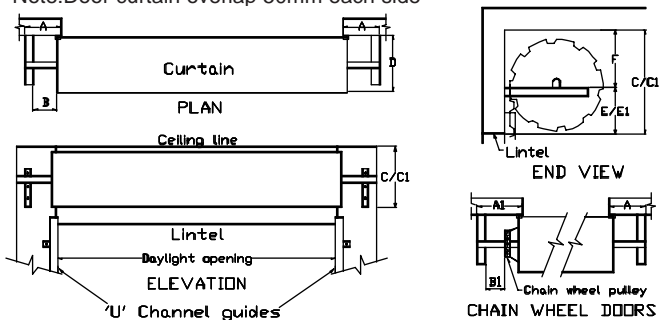 Note:Door curtain overlap 50mm each side
A
A
Curtain
D
B
PLAN
F
C/C1
E/E1
Lintel
END VIEW
Ceiling line
C/C1
Lintel
Daylight opening
ELEVATION
'U' Channel guides
A1
A
B1
Chain wheel pulley
CHAIN WHEEL DOORS